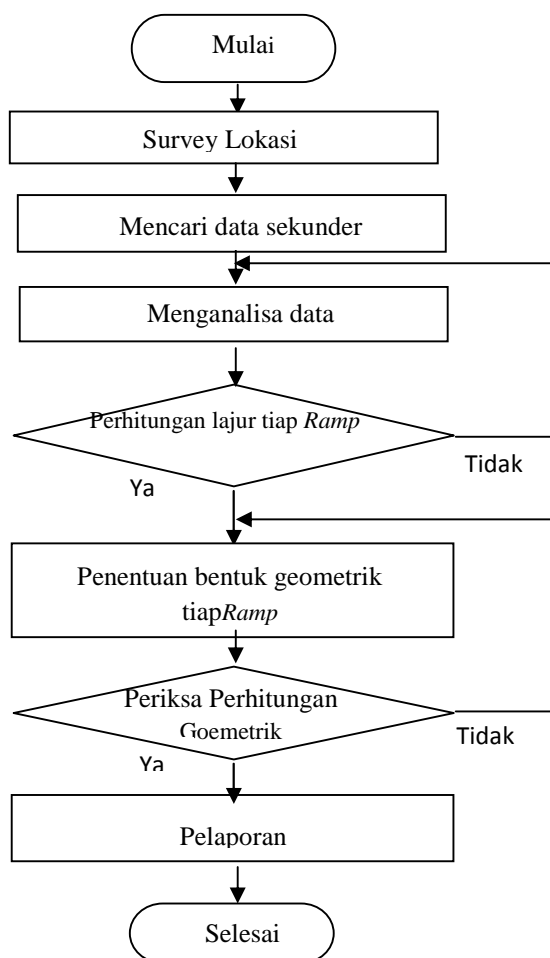 Mulai
Survey Lokasi
Mencari data sekunder
Menganalisa data
Perhitungan lajur tiap Ramp
Tidak
Ya
Penentuan bentuk geometrik
tiapRamp
Periksa Perhitungan
Goemetrik
Tidak
Ya
Pelaporan
Selesai